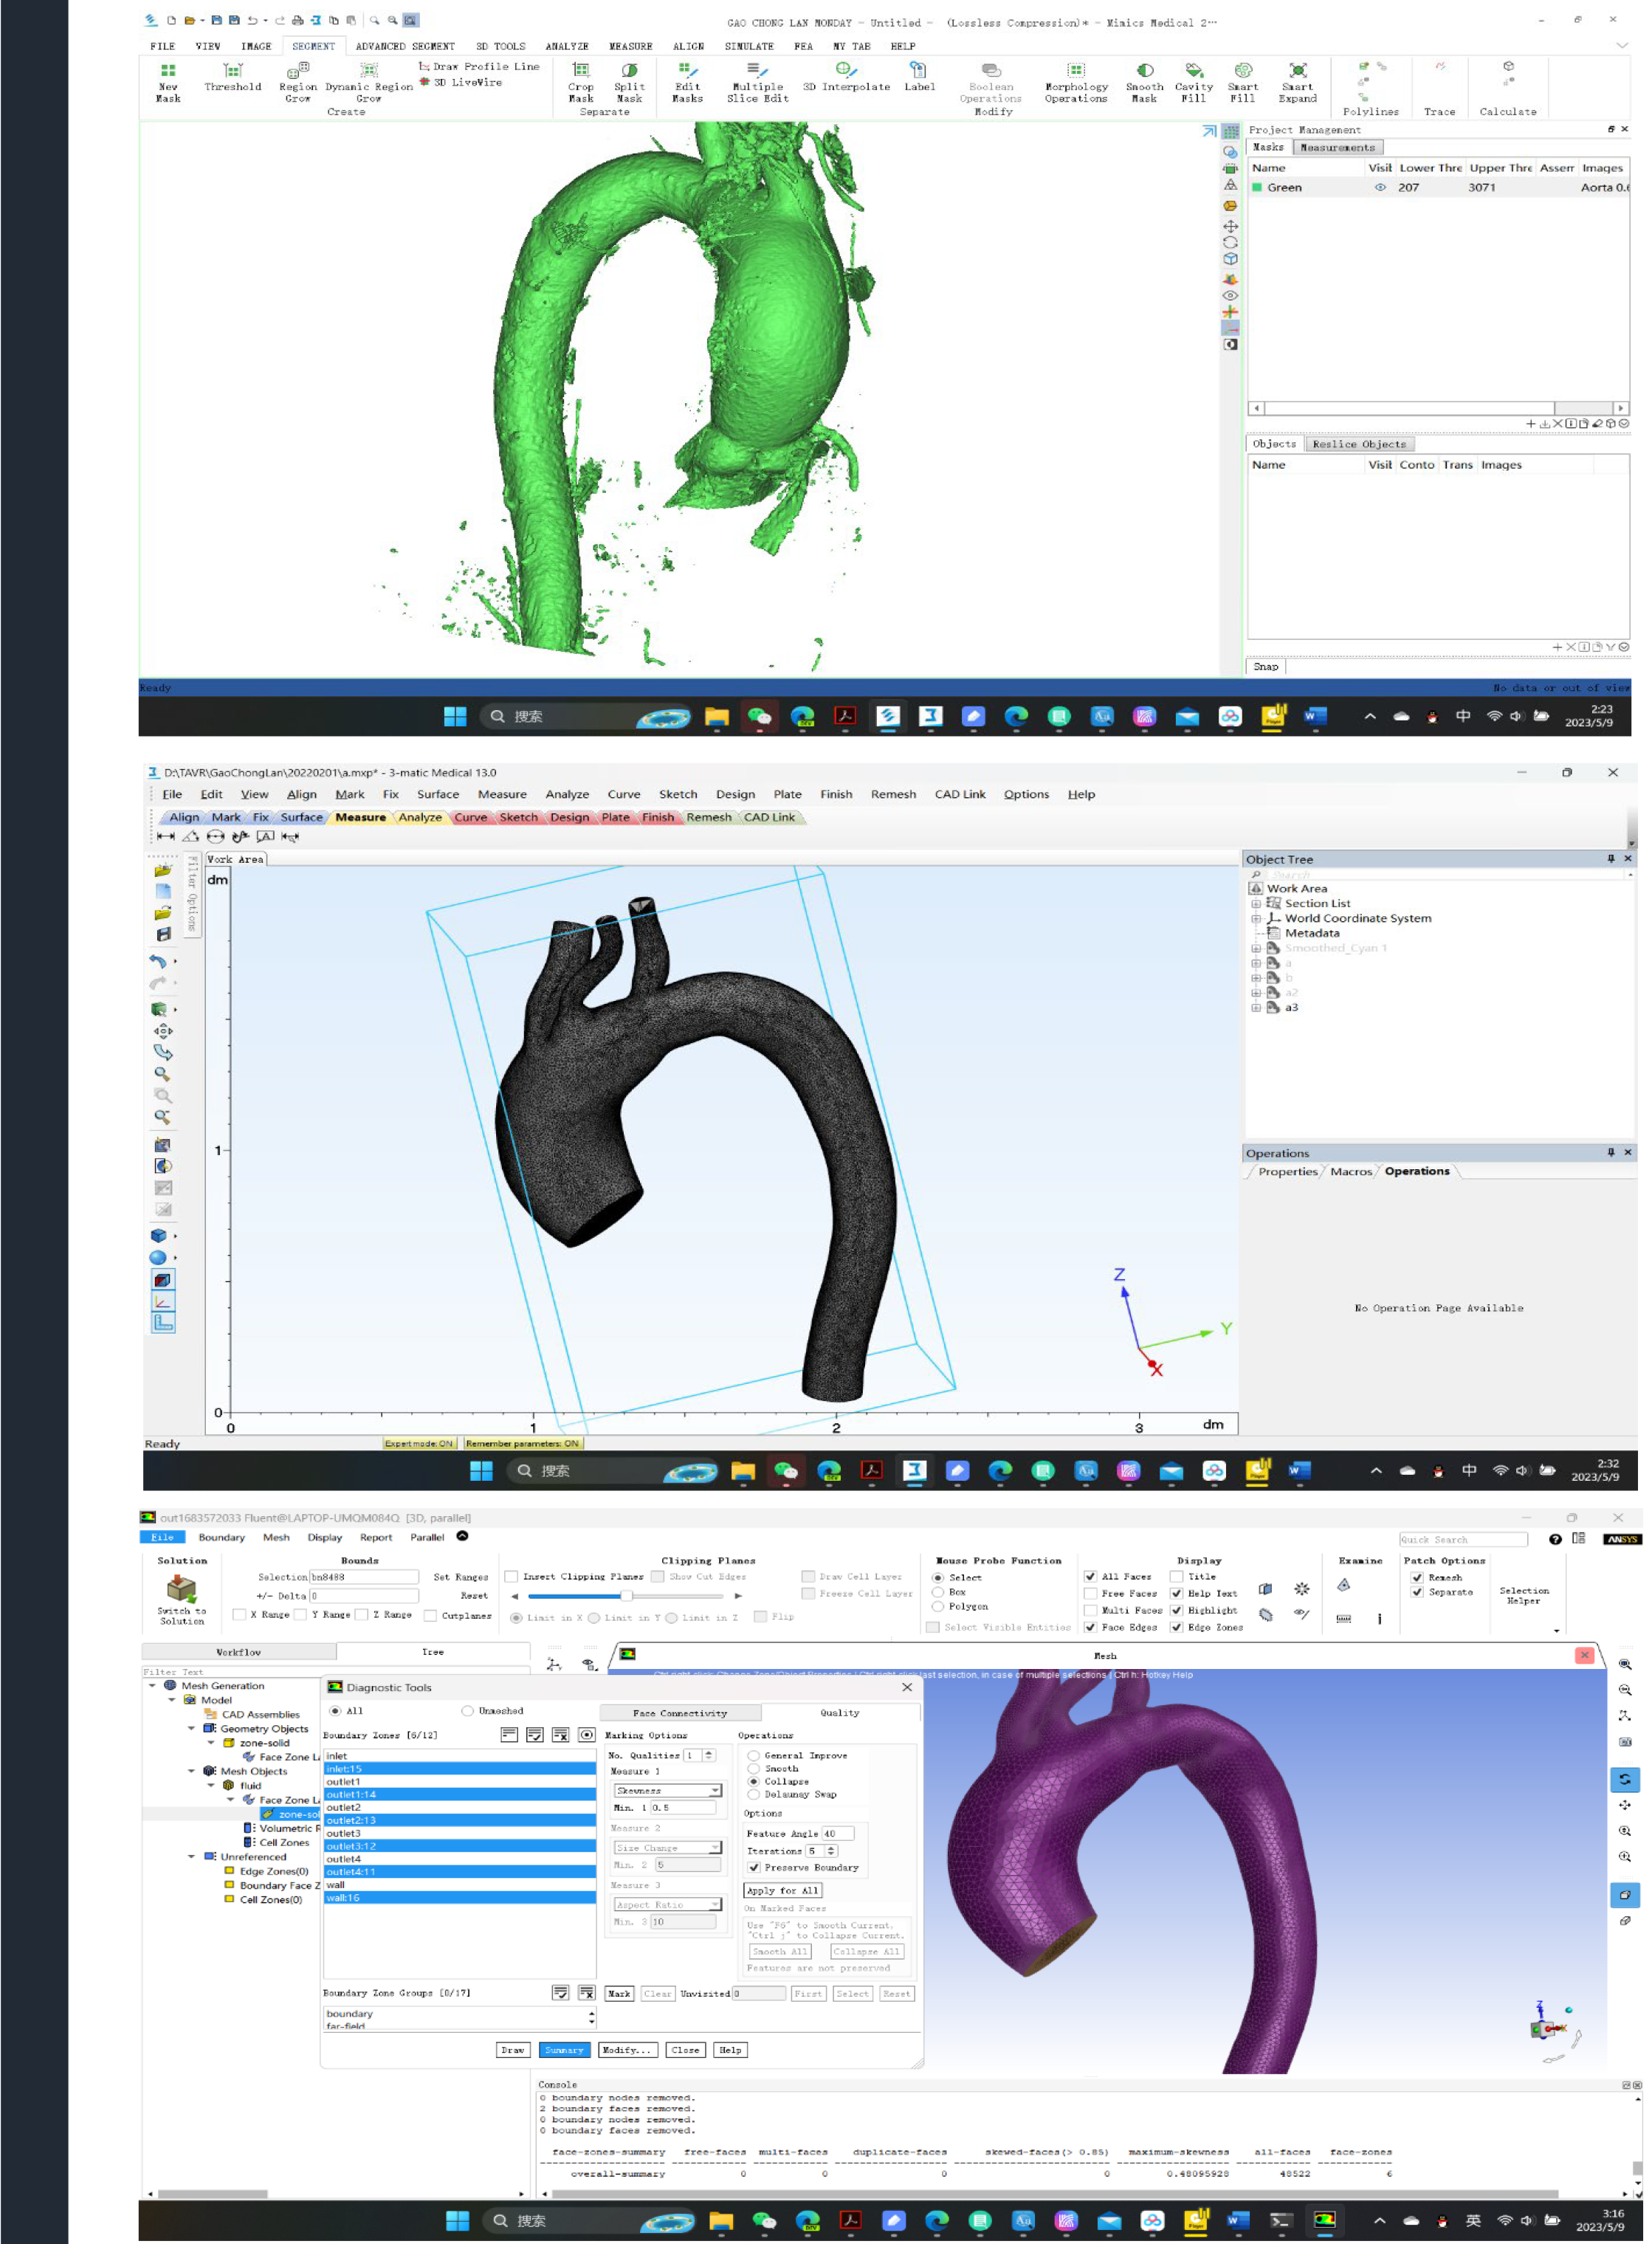 GAO CHONG LAN MONDAY - Untitled - (Lossless Compression)* - Mimics Medical 2…
FILE VIEW IMAGE SEGMENT ADVANCED SEGMENT 3D TOOLS ANALYZE MEASURE ALIGN SIMULATE FEA MY TAB HELP
New Mask
Threshold
Region Grow
Dynamic Region Grow
Draw Profile Line
3D LiveWire
Crop Mask
Split Mask
Edit Masks
Multiple Slice Edit
3D Interpolate
Label
Boolean Operations
Morphology Operations
Smooth Mask
Cavity Fill
Smart Fill
Smart Expand
Create Separate Modify Polylines Trace Calculate
Project Management
Masks Measurements
Name Visil Lower Thre Upper Thre Assem Images
Green 207 3071 Aorta 0.6
Objects Reslice Objects
Name Visil Conto Trans Images
Snap
Ready
No data or out of view
搜索
中
2:23
2023/5/9
D:\TAVR\GaoChongLan\20220201\a.mxp* - 3-matic Medical 13.0
File Edit View Align Mark Fix Surface Measure Analyze Curve Sketch Design Plate Finish Remesh CAD Link Options Help
Align Mark Fix Surface Measure Analyze Curve Sketch Design Plate Finish Remesh CAD Link
Filter Options
Work Area
dm
1
0
0 1 2 3 dm
Z
Y
X
Object Tree
Search
Work Area
Section List
World Coordinate System
Metadata
Smoothed_Cyan 1
a
b
a2
a3
Operations
Properties Macros Operations
No Operation Page Available
Ready
Expert mode: ON Remember parameters: ON
搜索
中
2:32
2023/5/9
out1683572033 Fluent@LAPTOP-UMQM084Q [3D, parallel]
File Boundary Mesh Display Report Parallel
Quick Search
ANSYS
Solution Bounds Clipping Planes Mouse Probe Function Display Examine Patch Options
Switch to Solution
Selection bn8488 Set Ranges
+/- Delta 0 Reset
X Range Y Range Z Range Cutplanes
Insert Clipping Planes Show Cut Edges Draw Cell Layer
Freeze Cell Layer
Limit in X Limit in Y Limit in Z Flip
Select
Box
Polygon
Select Visible Entities
All Faces Title
Free Faces Help Text
Multi Faces Highlight
Face Edges Edge Zones
Remesh
Separate
Selection Helper
Workflow Tree
Mesh
Filter Text
Mesh Generation
Model
CAD Assemblies
Geometry Objects
zone-solid
Face Zone La
Mesh Objects
fluid
Face Zone La
zone-sol
Volumetric R
Cell Zones
Unreferenced
Edge Zones(0)
Boundary Face Z
Cell Zones(0)
Diagnostic Tools
All Unmeshed
Boundary Zones [6/12]
inlet
inlet:15
outlet1
outlet1:14
outlet2
outlet2:13
outlet3
outlet3:12
outlet4
outlet4:11
wall
wall:16
Boundary Zone Groups [0/17]
boundary
far-field
Face Connectivity Quality
Marking Options
No. Qualities 1
Measure 1
Skewness
Min. 1 0.5
Measure 2
Size Change
Min. 2 5
Measure 3
Aspect Ratio
Min. 3 10
Operations
General Improve
Smooth
Collapse
Delaunay Swap
Options
Feature Angle 40
Iterations 5
Preserve Boundary
Apply for All
On Marked Faces
Use "F6" to Smooth Current,
"Ctrl j" to Collapse Current.
Smooth All Collapse All
Features are not preserved
Mark Clear Unvisited 0 First Select Reset
Draw Summary Modify... Close Help
last selection, in case of multiple selections | Ctrl h: Hotkey Help
Console
0 boundary nodes removed.
2 boundary faces removed.
0 boundary nodes removed.
0 boundary faces removed.
face-zones-summary free-faces multi-faces duplicate-faces skewed-faces(> 0.85) maximum-skewness all-faces face-zones
overall-summary 0 0 0 0 0.48095928 48522 6
搜索
英
3:16
2023/5/9